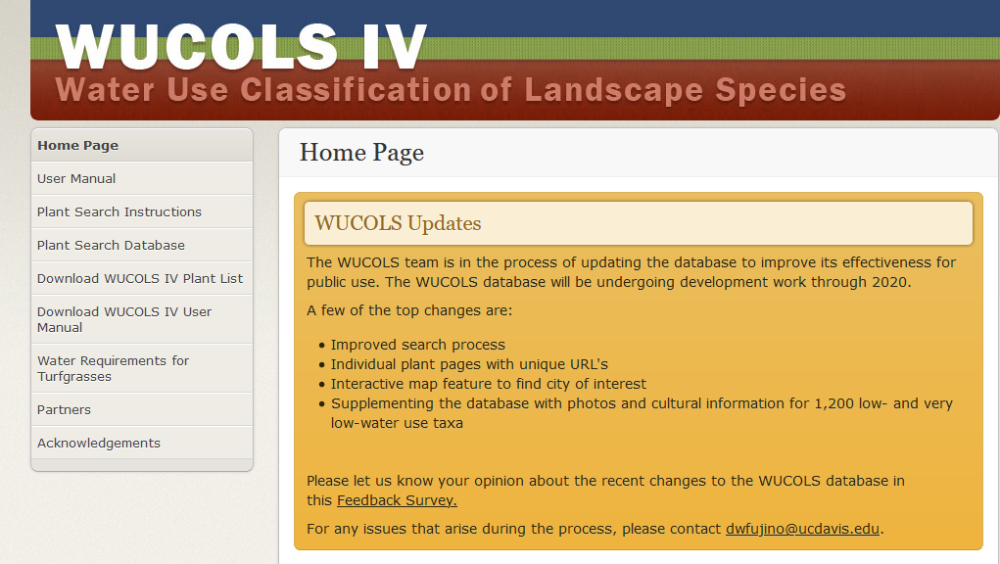 WUCOLS IV
Water Use Classification of Landscape Species
Home Page
User Manual
Plant Search Instructions
Plant Search Database
Download WUCOLS IV Plant List
Download WUCOLS IV User
Manual
Water Requirements for
Turfgrasses
Partners
Acknowledgements
Home Page
WUCOLS Updates
The WUCOLS team is in the process of updating the database to improve its effectiveness for
public use. The WUCOLS database will be undergoing development work through 2020.
A few of the top changes are:
• Improved search process
• Individual plant pages with unique URL's
• Interactive map feature to find city of interest
• Supplementing the database with photos and cultural information for 1,200 low- and very
low-water use taxa
Please let us know your opinion about the recent changes to the WUCOLS database in
this Feedback Survey.
For any issues that arise during the process, please contact dwfujino@ucdavis.edu.